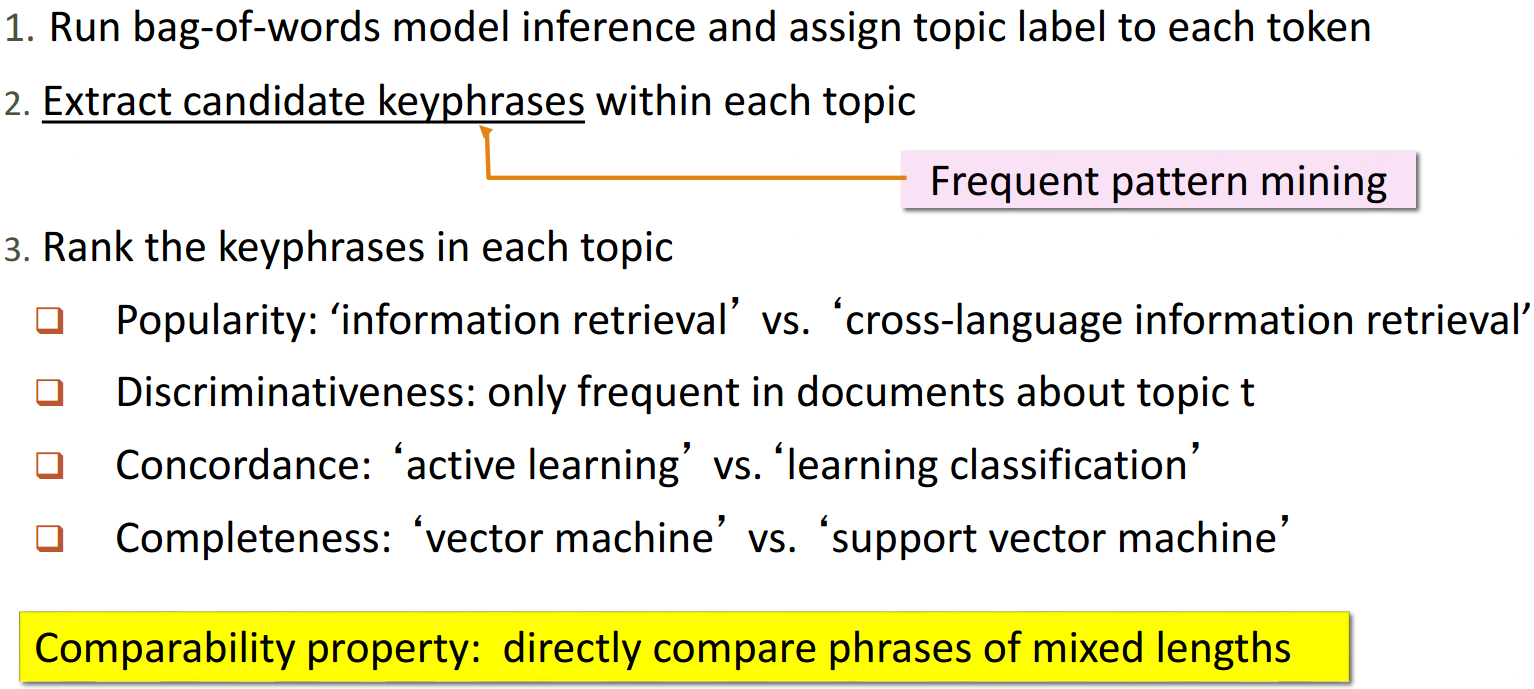 1. Run bag-of-words model inference and assign topic label to each token
2. Extract candidate keyphrases within each topic
Frequent pattern mining
3. Rank the keyphrases in each topic
Popularity: ‘information retrieval’ vs. ‘cross-language information retrieval’
Discriminativeness: only frequent in documents about topic t
Concordance: ‘active learning’ vs. ‘learning classification’
Completeness: ‘vector machine’ vs. ‘support vector machine’
Comparability property: directly compare phrases of mixed lengths